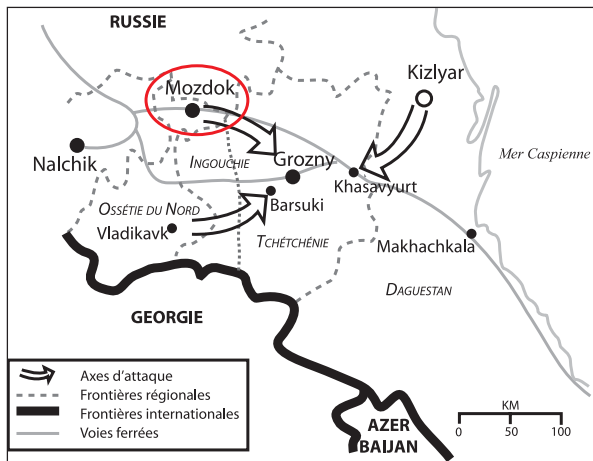 RUSSIE
Kizlyar
Mozdok
Nalchik
INGOUCHIE
Grozny
Mer Caspienne
Khasavyurt
Barsuki
OSSÉTIE DU NORD
Vladikavk
TCHÉTCHÉNIE
Makhachkala
DAGUESTAN
GEORGIE
Axes d'attaque
Frontières régionales
Frontières internationales
Voies ferrées
AZER
BAIJAN
KM
0 50 100